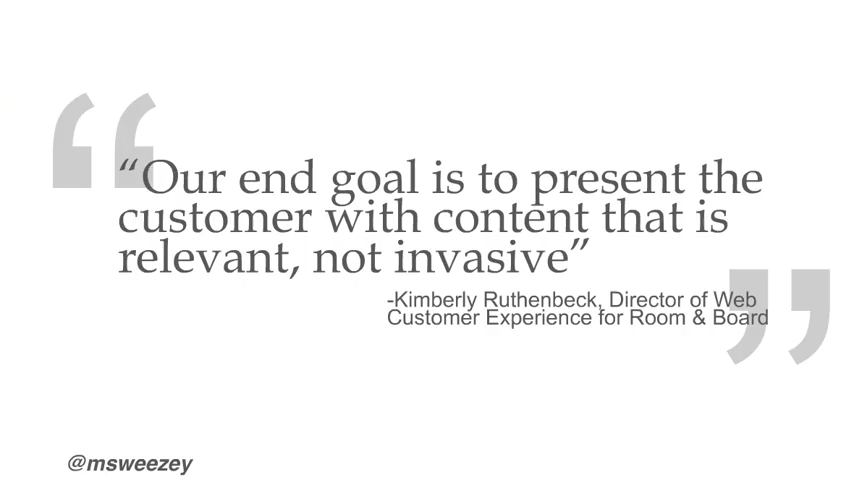 “Our end goal is to present the
customer with content that is
relevant, not invasive”
-Kimberly Ruthenbeck, Director of Web
Customer Experience for Room & Board
@msweezey